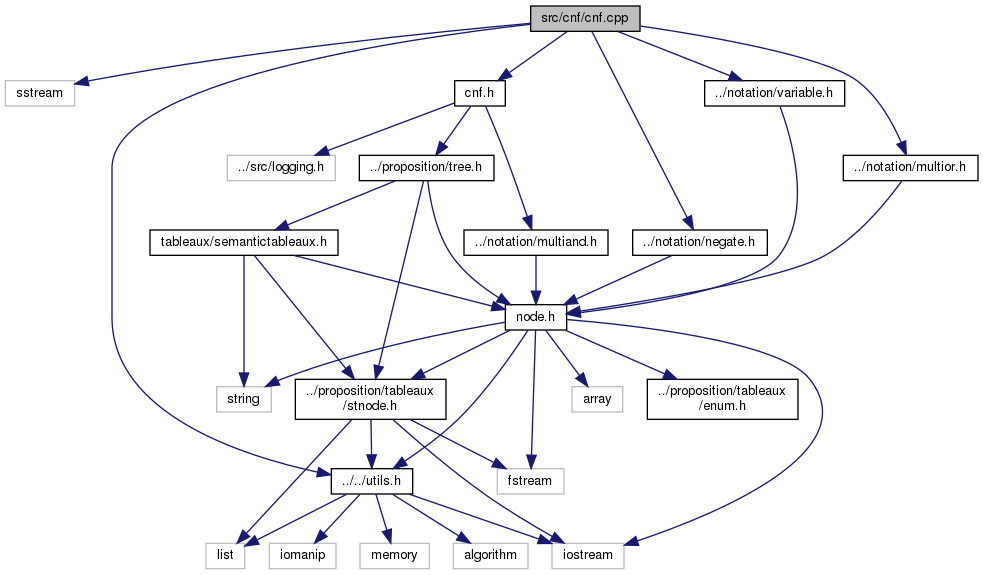 src/cnf/cnf.cpp
sstream
cnf.h
../notation/variable.h
../src/logging.h
../proposition/tree.h
../notation/multior.h
tableaux/semantictableaux.h
../notation/multiand.h
../notation/negate.h
node.h
string
../proposition/tableaux
/stnode.h
array
../proposition/tableaux
/enum.h
../../utils.h
fstream
list
iomanip
memory
algorithm
iostream